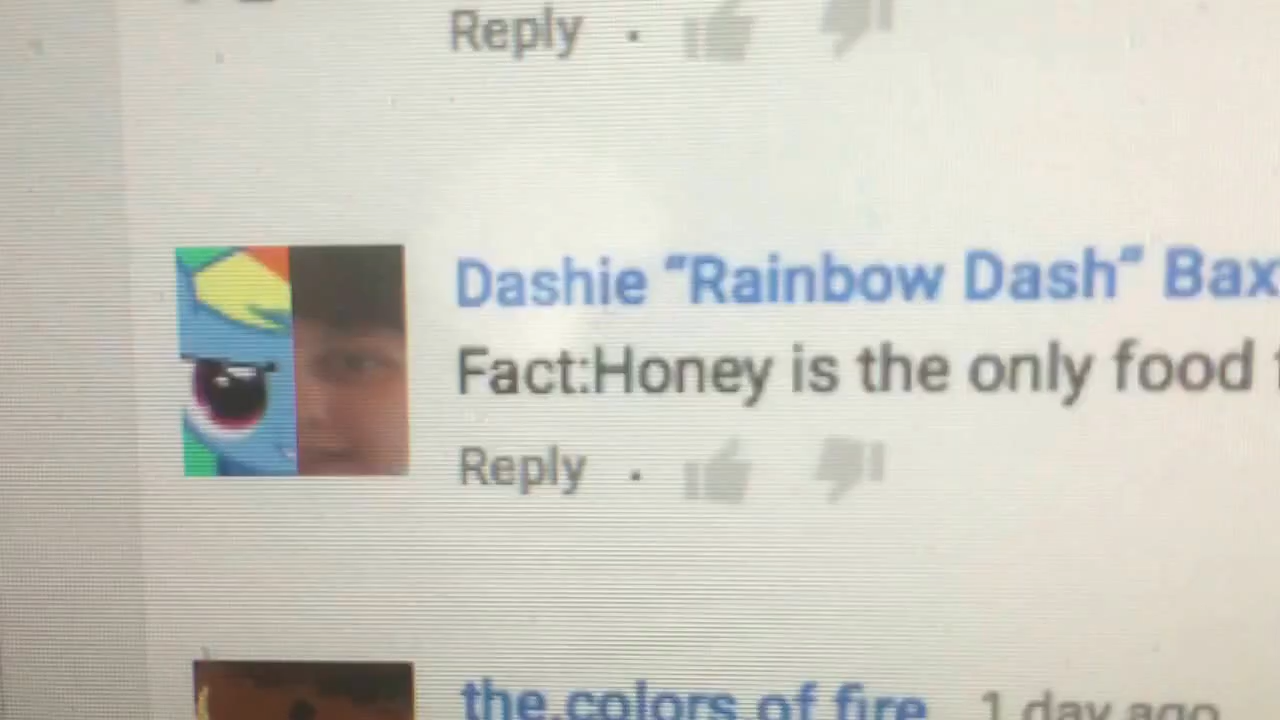 Reply ·
Dashie “Rainbow Dash“ Bax
Fact:Honey is the only food
Reply ·
the.colors of fire 1 day ago